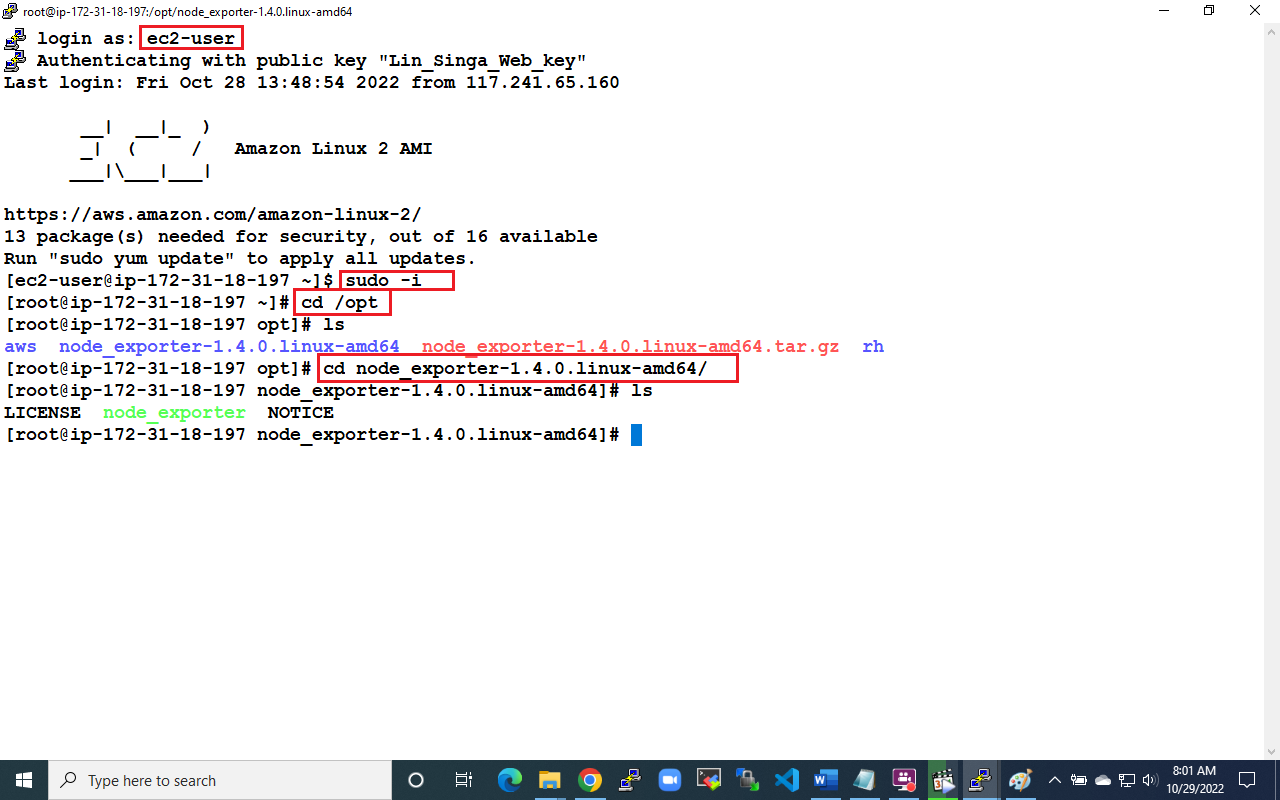 root@ip-172-31-18-197:/opt/node_exporter-1.4.0.linux-amd64
login as: ec2-user
Authenticating with public key "Lin_Singa_Web_key"
Last login: Fri Oct 28 13:48:54 2022 from 117.241.65.160
__|  __|_  )
_|  (     /   Amazon Linux 2 AMI
___|\___|___|
https://aws.amazon.com/amazon-linux-2/
13 package(s) needed for security, out of 16 available
Run "sudo yum update" to apply all updates.
[ec2-user@ip-172-31-18-197 ~]$ sudo -i
[root@ip-172-31-18-197 ~]# cd /opt
[root@ip-172-31-18-197 opt]# ls
aws  node_exporter-1.4.0.linux-amd64  node_exporter-1.4.0.linux-amd64.tar.gz  rh
[root@ip-172-31-18-197 opt]# cd node_exporter-1.4.0.linux-amd64/
[root@ip-172-31-18-197 node_exporter-1.4.0.linux-amd64]# ls
LICENSE  node_exporter  NOTICE
[root@ip-172-31-18-197 node_exporter-1.4.0.linux-amd64]#
Type here to search
8:01 AM
10/29/2022